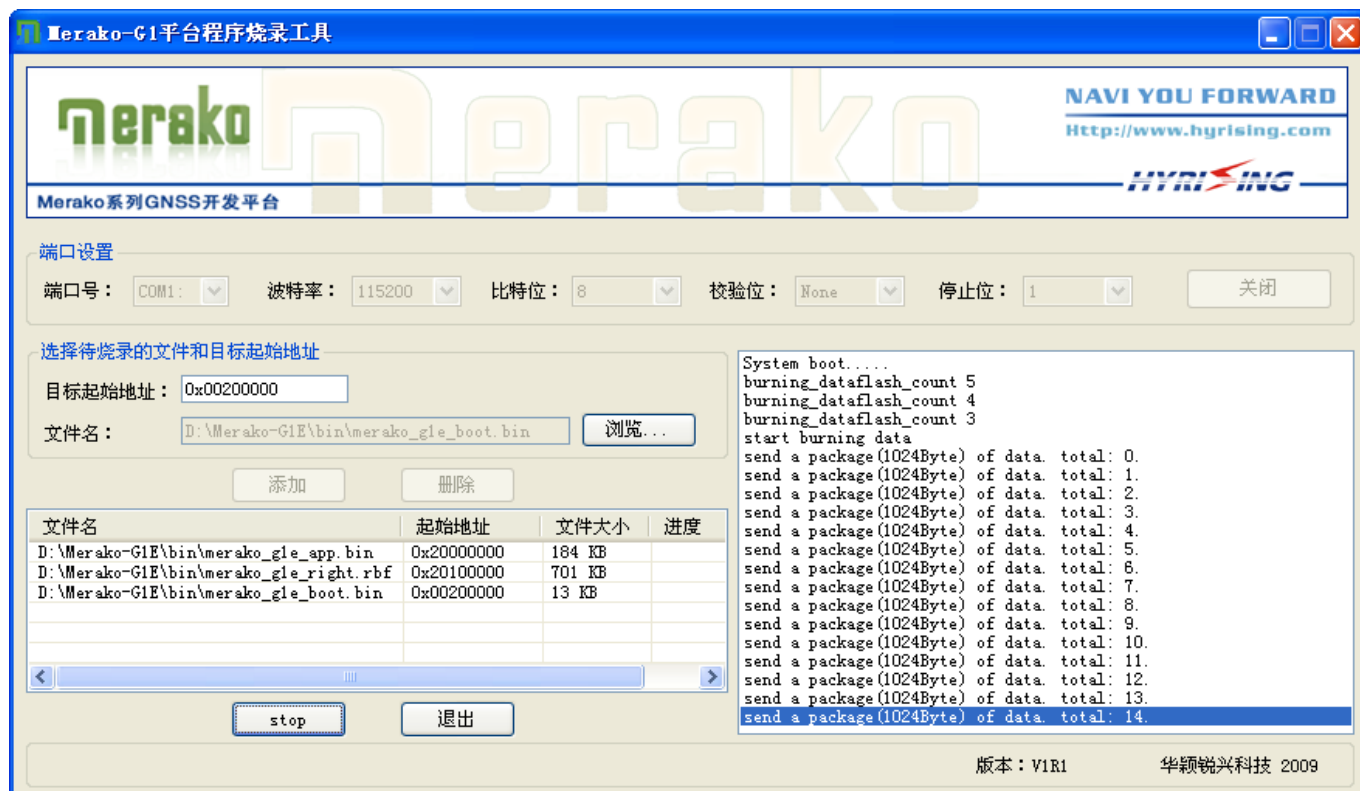 Merako-G1平台程序烧录工具
merako
Merako
NAVI YOU FORWARD
Http://www.hyrising.com
HYRISING
Merako系列GNSS开发平台
端口设置
端口号： COM1: 波特率： 115200 比特位： 8 校验位： None 停止位： 1 关闭
选择待烧录的文件和目标起始地址
目标起始地址： 0x00200000
文件名： D:\Merako-G1E\bin\merako_g1e_boot.bin 浏览...
添加 删除
文件名 起始地址 文件大小 进度
D:\Merako-G1E\bin\merako_g1e_app.bin 0x20000000 184 KB
D:\Merako-G1E\bin\merako_g1e_right.rbf 0x20100000 701 KB
D:\Merako-G1E\bin\merako_g1e_boot.bin 0x00200000 13 KB
stop 退出
System boot.....
burning_dataflash_count 5
burning_dataflash_count 4
burning_dataflash_count 3
start burning data
send a package(1024Byte) of data. total: 0.
send a package(1024Byte) of data. total: 1.
send a package(1024Byte) of data. total: 2.
send a package(1024Byte) of data. total: 3.
send a package(1024Byte) of data. total: 4.
send a package(1024Byte) of data. total: 5.
send a package(1024Byte) of data. total: 6.
send a package(1024Byte) of data. total: 7.
send a package(1024Byte) of data. total: 8.
send a package(1024Byte) of data. total: 9.
send a package(1024Byte) of data. total: 10.
send a package(1024Byte) of data. total: 11.
send a package(1024Byte) of data. total: 12.
send a package(1024Byte) of data. total: 13.
send a package(1024Byte) of data. total: 14.
版本：V1R1 华颖锐兴科技 2009